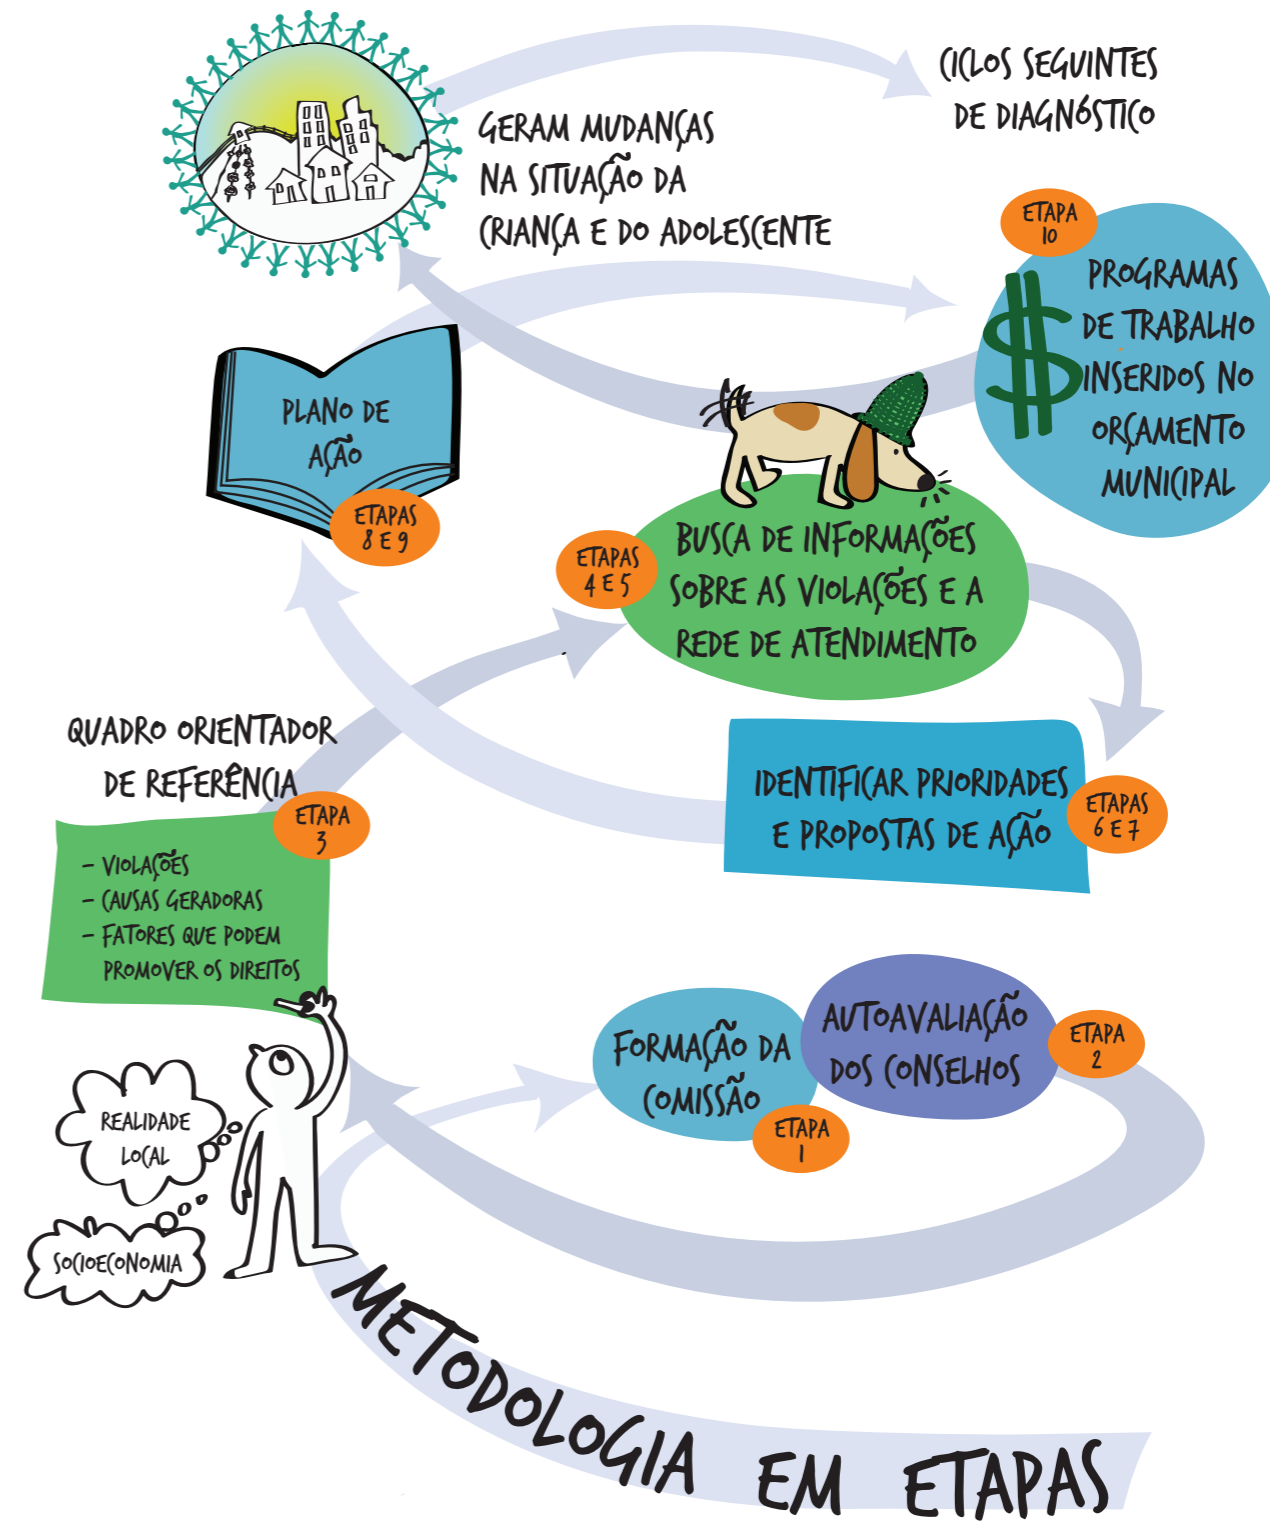 CICLOS SEGUINTES
DE DIAGNÓSTICO
GERAM MUDANÇAS
NA SITUAÇÃO DA
CRIANÇA E DO ADOLESCENTE
ETAPA
10
PROGRAMAS
DE TRABALHO
INSERIDOS NO
ORÇAMENTO
MUNICIPAL
$
PLANO DE
AÇÃO
ETAPAS
8 E 9
ETAPAS
4 E 5
BUSCA DE INFORMAÇÕES
SOBRE AS VIOLAÇÕES E A
REDE DE ATENDIMENTO
QUADRO ORIENTADOR
DE REFERÊNCIA
ETAPA
3
- VIOLAÇÕES
- CAUSAS GERADORAS
- FATORES QUE PODEM
PROMOVER OS DIREITOS
IDENTIFICAR PRIORIDADES
E PROPOSTAS DE AÇÃO
ETAPAS
6 E 7
FORMAÇÃO DA
COMISSÃO
ETAPA
1
AUTOAVALIAÇÃO
DOS CONSELHOS
ETAPA
2
REALIDADE
LOCAL
SOCIOECONOMIA
METODOLOGIA EM ETAPAS